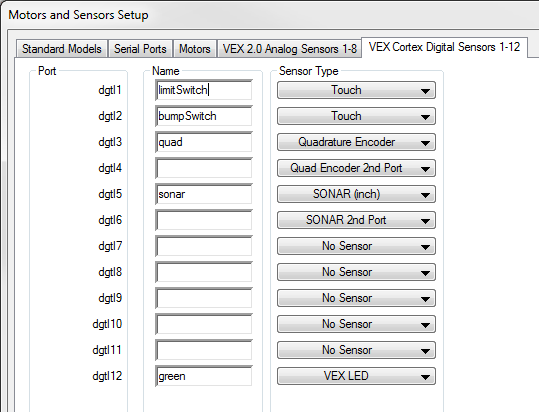 Motors and Sensors Setup
Standard Models Serial Ports Motors VEX 2.0 Analog Sensors 1-8 VEX Cortex Digital Sensors 1-12
Port Name Sensor Type
dgtl1 limitSwitch Touch
dgtl2 bumpSwitch Touch
dgtl3 quad Quadrature Encoder
dgtl4 Quad Encoder 2nd Port
dgtl5 sonar SONAR (inch)
dgtl6 SONAR 2nd Port
dgtl7 No Sensor
dgtl8 No Sensor
dgtl9 No Sensor
dgtl10 No Sensor
dgtl11 No Sensor
dgtl12 green VEX LED